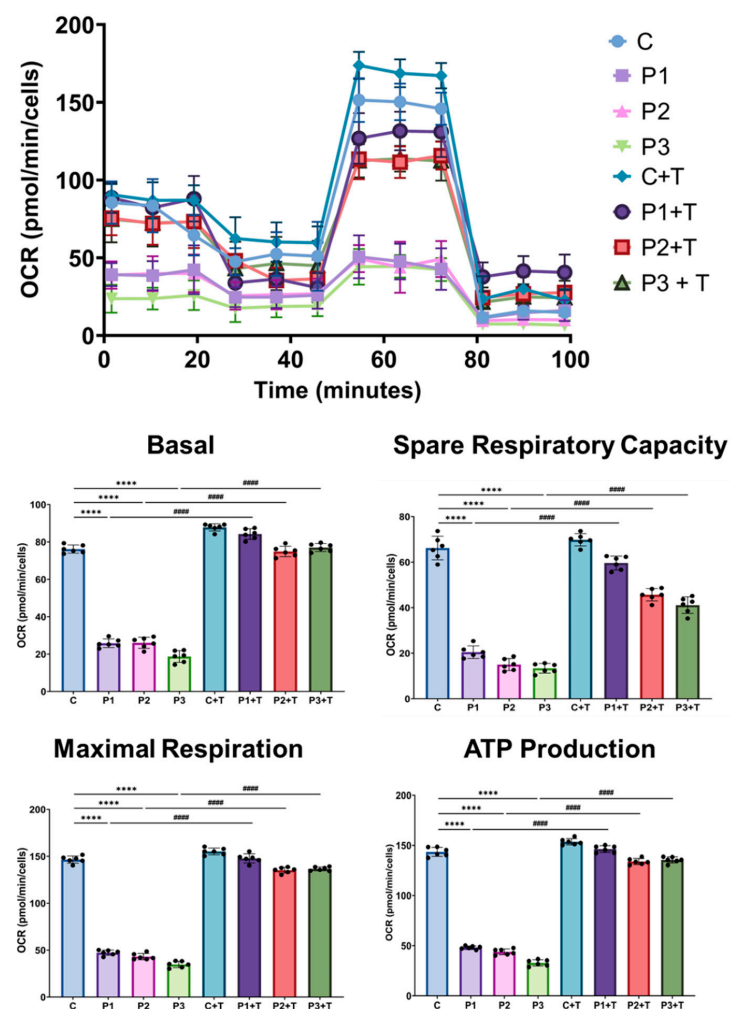 200
150
100
50
0
OCR (pmol/min/cells)
0 20 40 60 80 100
Time (minutes)
C
P1
P2
P3
C+T
P1+T
P2+T
P3 + T
Basal
**** ####
**** ####
**** ####
100
80
60
40
20
0
OCR (pmol/min/cells)
C P1 P2 P3 C+T P1+T P2+T P3+T
Spare Respiratory Capacity
**** ####
**** ####
**** ####
80
60
40
20
0
OCR (pmol/min/cells)
C P1 P2 P3 C+T P1+T P2+T P3+T
Maximal Respiration
**** ####
**** ####
**** ####
200
150
100
50
0
OCR (pmol/min/cells)
C P1 P2 P3 C+T P1+T P2+T P3+T
ATP Production
**** ####
**** ####
**** ####
200
150
100
50
0
OCR (pmol/min/cells)
C P1 P2 P3 C+T P1+T P2+T P3+T